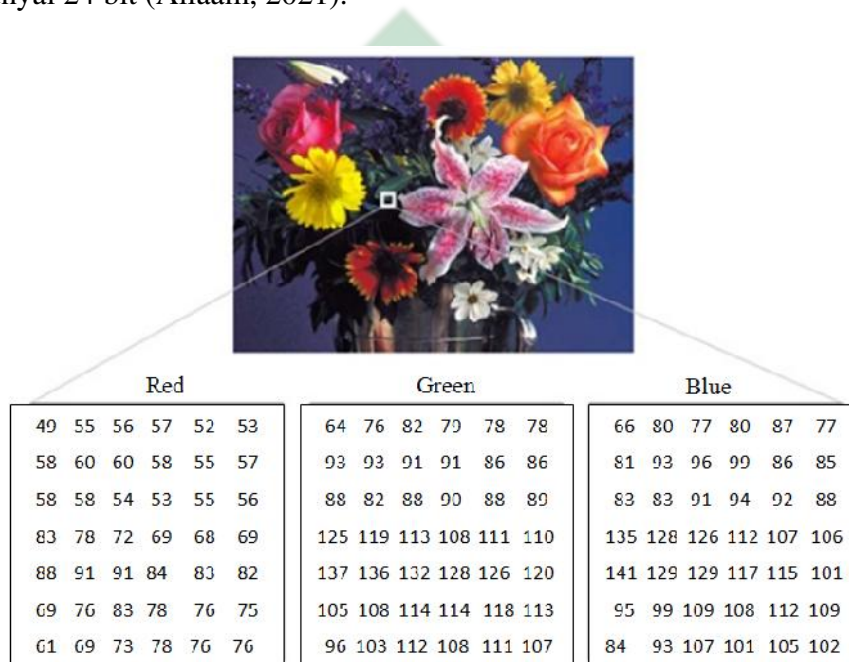 24 bit 2021).
Red Green Blue
49 55 56 57 52 53 64 76 82 79 78 78 66 80 77 80 87 77
58 60 60 58 55 57 93 93 91 91 86 86 81 93 96 99 86 85
58 58 54 53 55 56 88 82 88 90 88 89 83 83 91 94 92 88
83 78 72 69 68 69 125 119 113 108 111 110 135 128 126 112 107 106
88 91 91 84 83 82 137 136 132 128 126 120 141 129 129 117 115 101
69 76 83 78 76 75 105 108 114 114 118 113 95 99 109 108 112 109
61 69 73 78 76 76 96 103 112 108 111 107 84 93 107 101 105 102